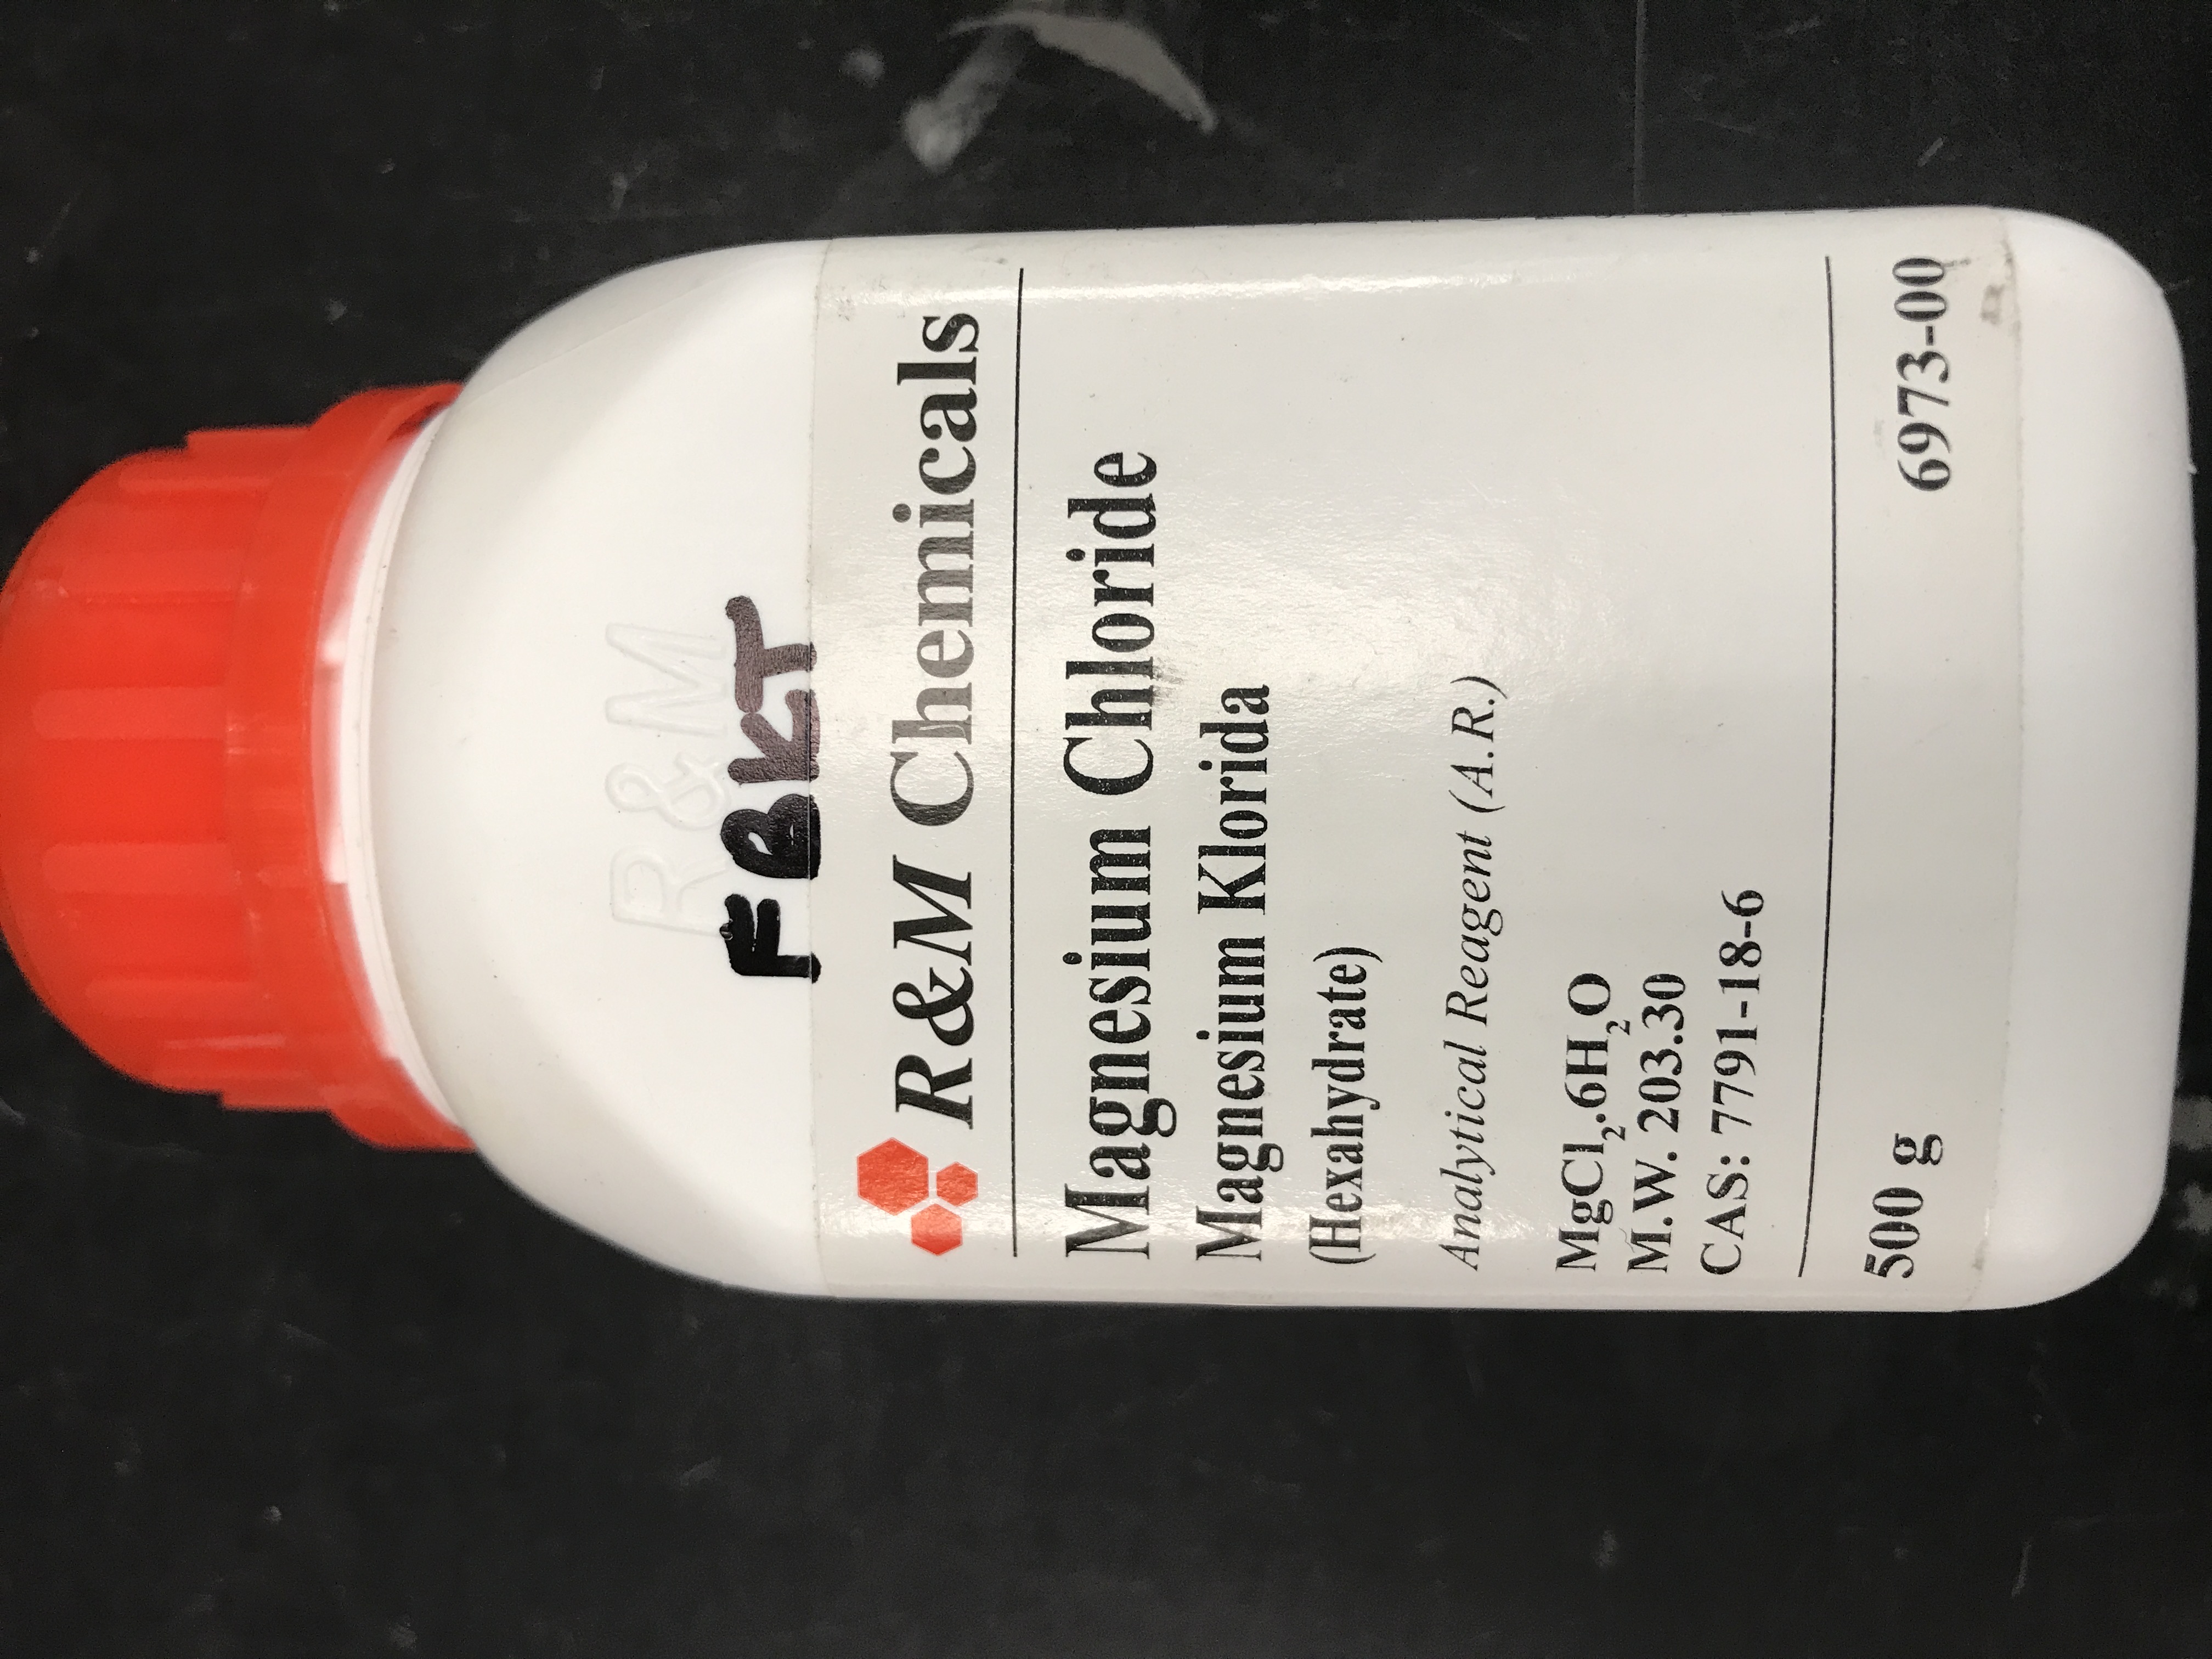 R&M
FBKT
R&M Chemicals
Magnesium Chloride
Magnesium Klorida
(Hexahydrate)
Analytical Reagent (A.R.)
MgCl₂.6H₂O
M.W. 203.30
CAS: 7791-18-6
500 g 6973-00